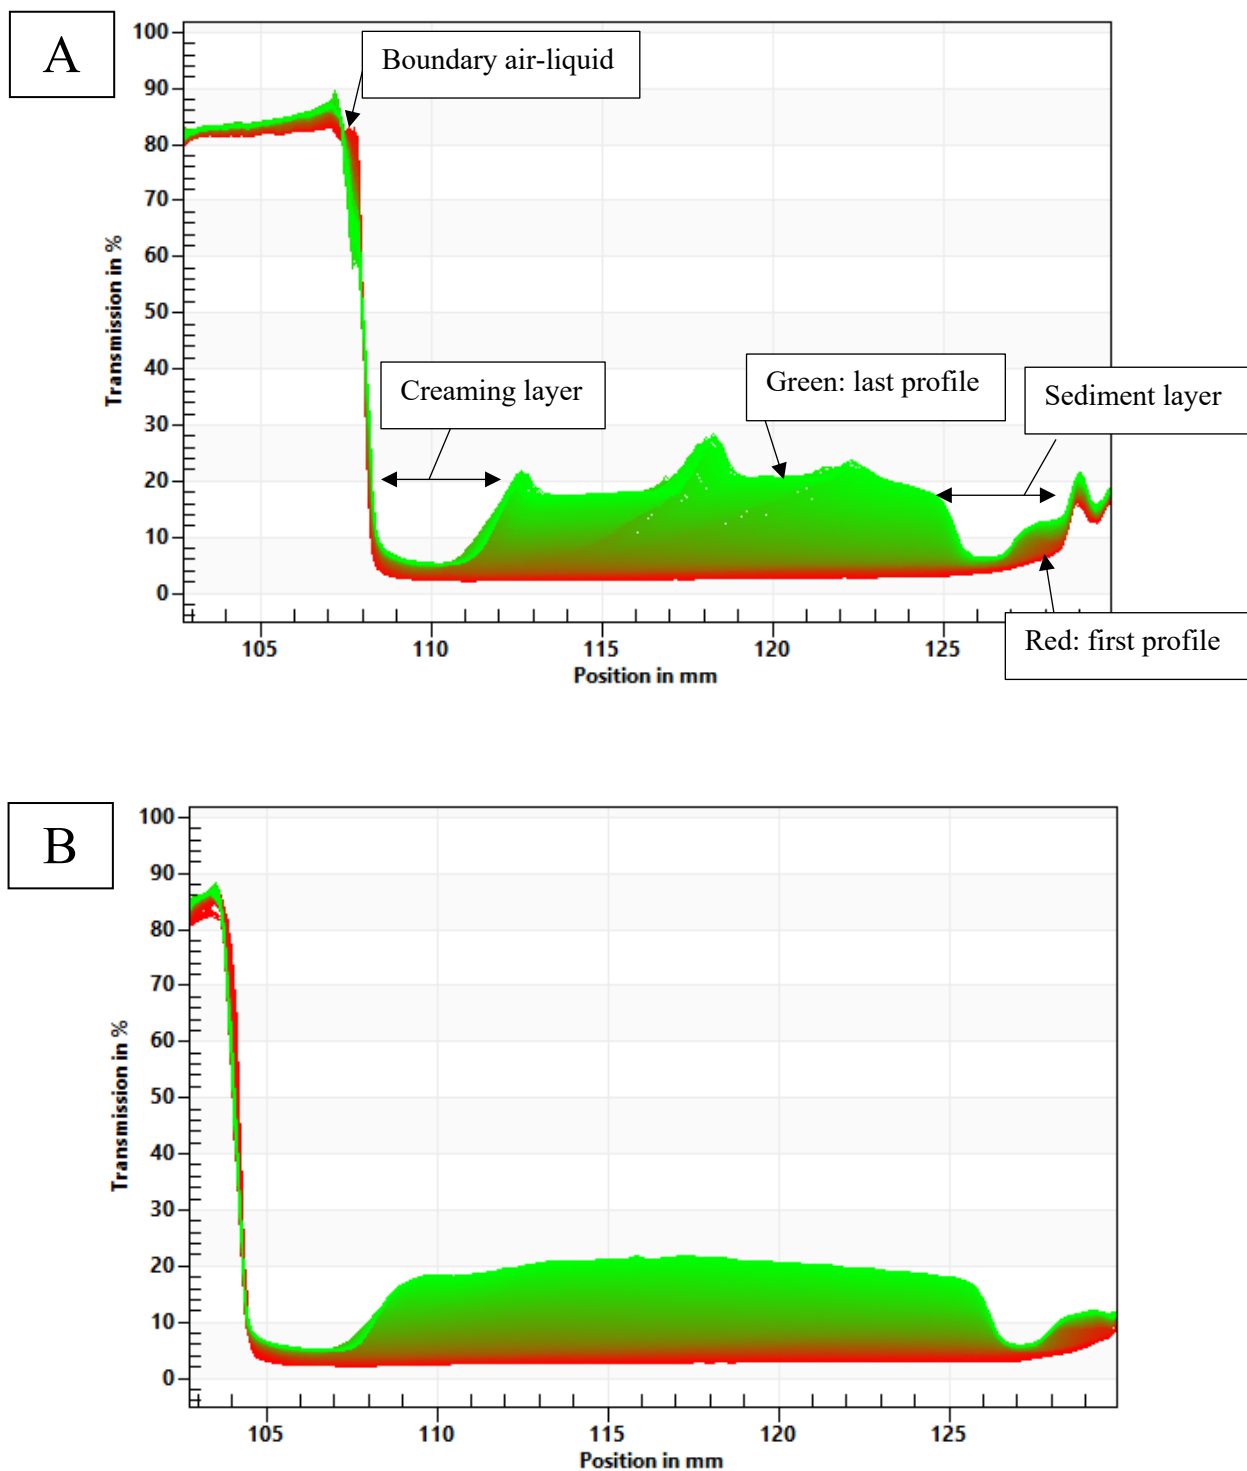 A
Boundary air-liquid
Creaming layer
Green: last profile
Sediment layer
Red: first profile
Transmission in %
100
90
80
70
60
50
40
30
20
10
0
105
110
115
120
125
Position in mm
B
Transmission in %
100
90
80
70
60
50
40
30
20
10
0
105
110
115
120
125
Position in mm